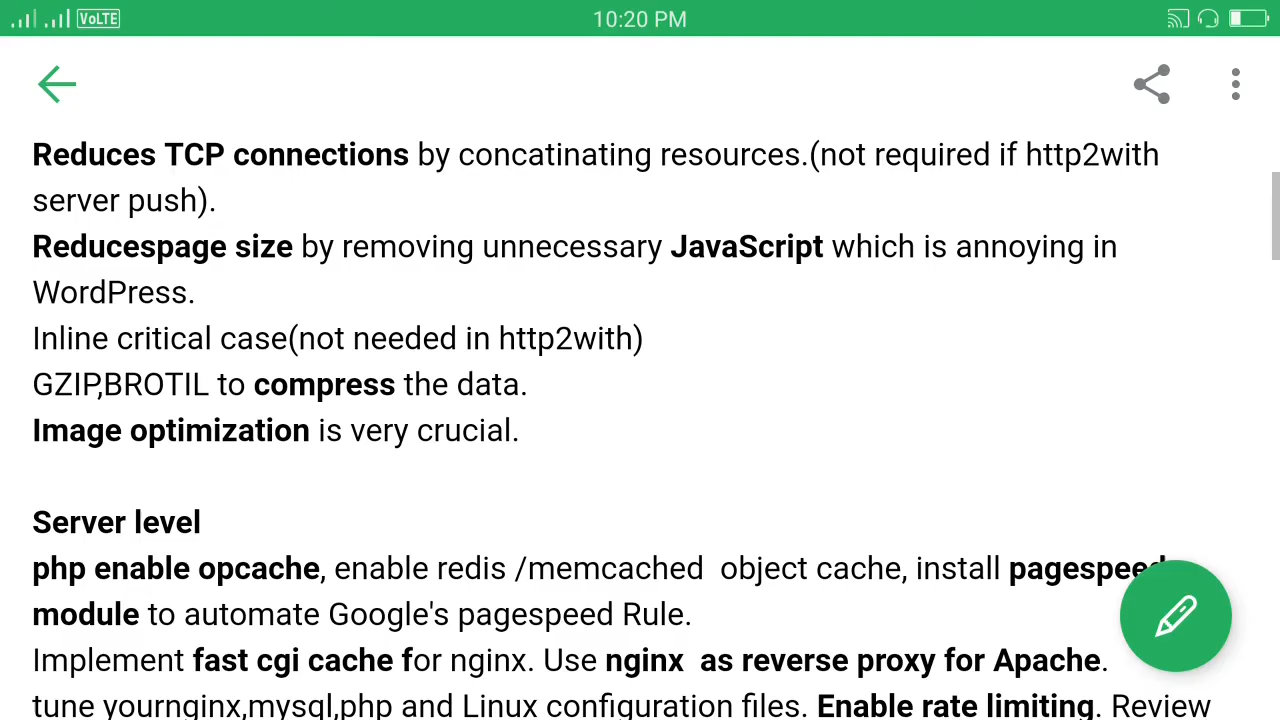 VoLTE 10:20 PM
Reduces TCP connections by concatinating resources.(not required if http2with
server push).
Reducespage size by removing unnecessary JavaScript which is annoying in
WordPress.
Inline critical case(not needed in http2with)
GZIP,BROTIL to compress the data.
Image optimization is very crucial.
Server level
php enable opcache, enable redis /memcached  object cache, install pagespeed
module to automate Google's pagespeed Rule.
Implement fast cgi cache for nginx. Use nginx  as reverse proxy for Apache.
tune yournginx,mysql,php and Linux configuration files. Enable rate limiting. Review